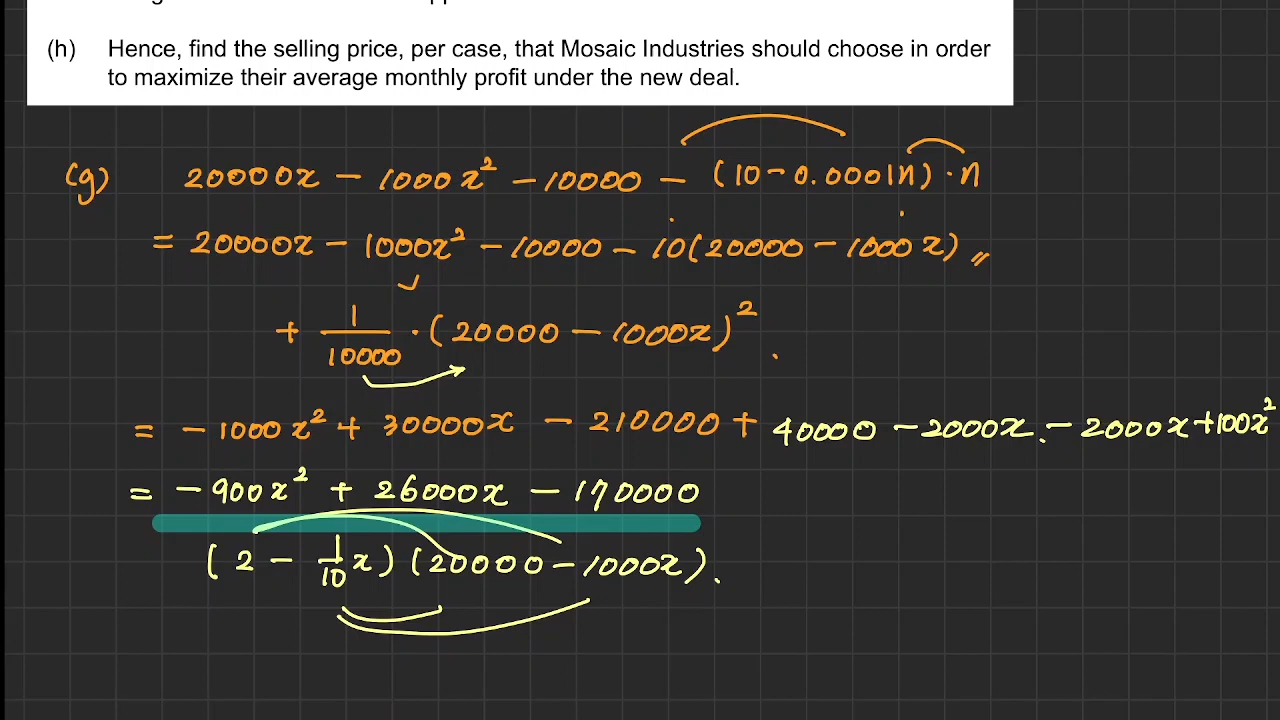 (h) Hence, find the selling price, per case, that Mosaic Industries should choose in order
to maximize their average monthly profit under the new deal.
(g) 20000x − 1000x² − 10000 − (10 − 0.0001n) · n
= 20000x − 1000x² − 10000 − 10(20000 − 1000x)
+ 1/10000 · (20000 − 1000x)²
= −1000x² + 30000x − 210000 + 40000 − 2000x − 2000x + 100x²
= −900x² + 26000x − 170000
(2 − 1/10 x)(20000 − 1000x).